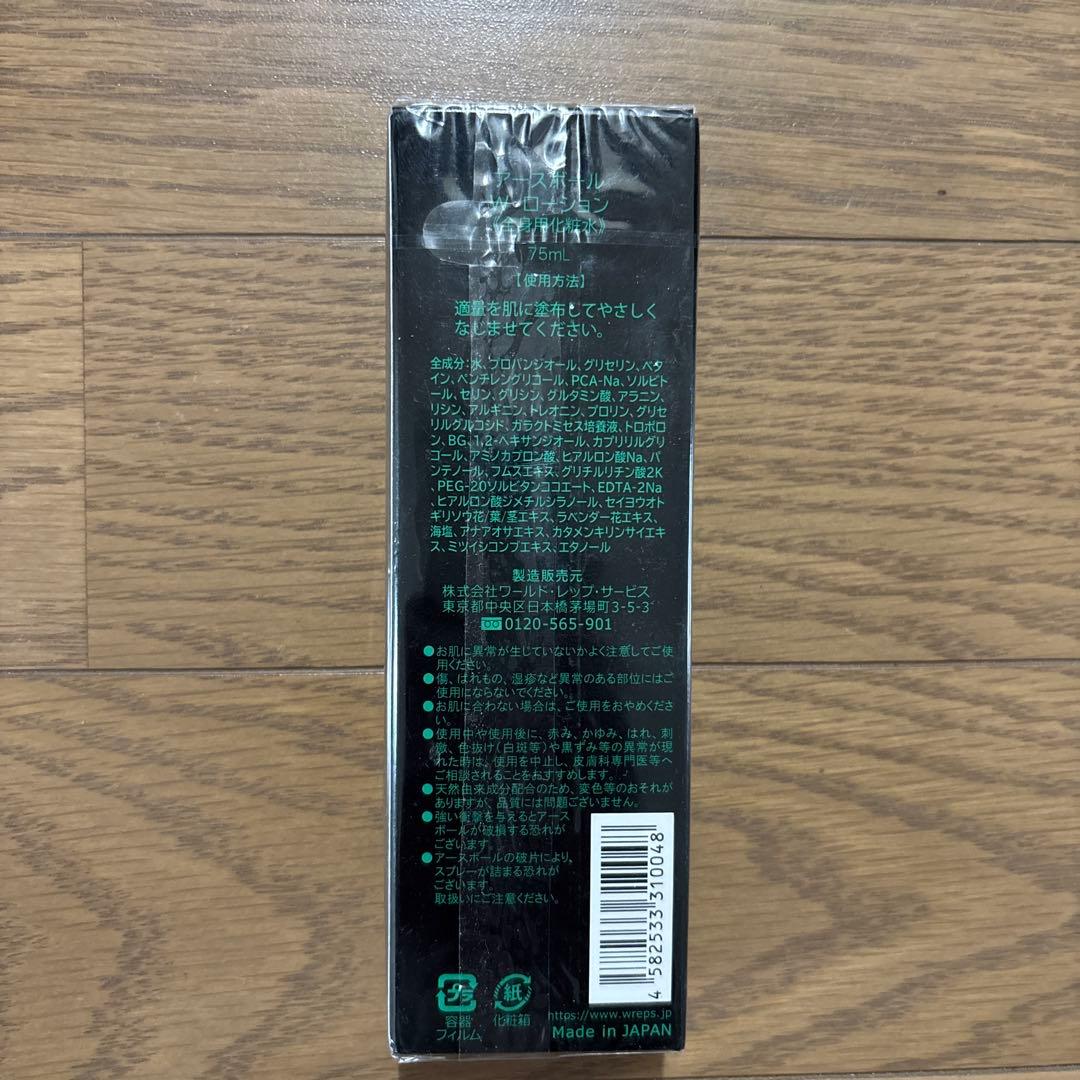 アースボール
W・ローション
《全身用化粧水》
75mL
【使用方法】
適量を肌に塗布してやさしく
なじませてください。
全成分:水、プロパンジオール、グリセリン、ベタ
イン、ペンチレングリコール、PCA-Na、ソルビト
ール、セリン、グリシン、グルタミン酸、アラニン、
リシン、アルギニン、トレオニン、プロリン、グリセ
リルグルコシド、ガラクトミセス培養液、トロポロ
ン、BG、1,2-ヘキサンジオール、カプリリルグリ
コール、アミノカプロン酸、ヒアルロン酸Na、パ
ンテノール、フムスエキス、グリチルリチン酸2K
、PEG-20ソルビタンココエート、EDTA-2Na
、ヒアルロン酸ジメチルシラノール、セイヨウオト
ギリソウ花/葉/茎エキス、ラベンダー花エキス、
海塩、アナアオサエキス、カタメンキリンサイエキ
ス、ミツイシコンブエキス、エタノール
製造販売元
株式会社ワールド・レップ・サービス
東京都中央区日本橋茅場町3-5-3
0120-565-901
●お肌に異常が生じていないかよく注意してご使
用ください。
●傷、はれもの、湿疹など異常のある部位にはご
使用にならないでください。
●お肌に合わない場合は、ご使用をおやめくださ
い。
●使用中や使用後に、赤み、かゆみ、はれ、刺
激、色抜け(白斑等)や黒ずみ等の異常が現
れた時は、使用を中止し、皮膚科専門医等へ
ご相談されることをおすすめします。
●天然由来成分配合のため、変色等のおそれが
ありますが、品質には問題ございません。
●強い衝撃を与えるとアース
ボールが破損する恐れが
ございます。
●アースボールの破片により、
スプレーが詰まる恐れが
ございます。
取扱いにご注意ください。
4 582533 310048
プラ
容器
フィルム
紙
化粧箱
https://www.wreps.jp
Made in JAPAN